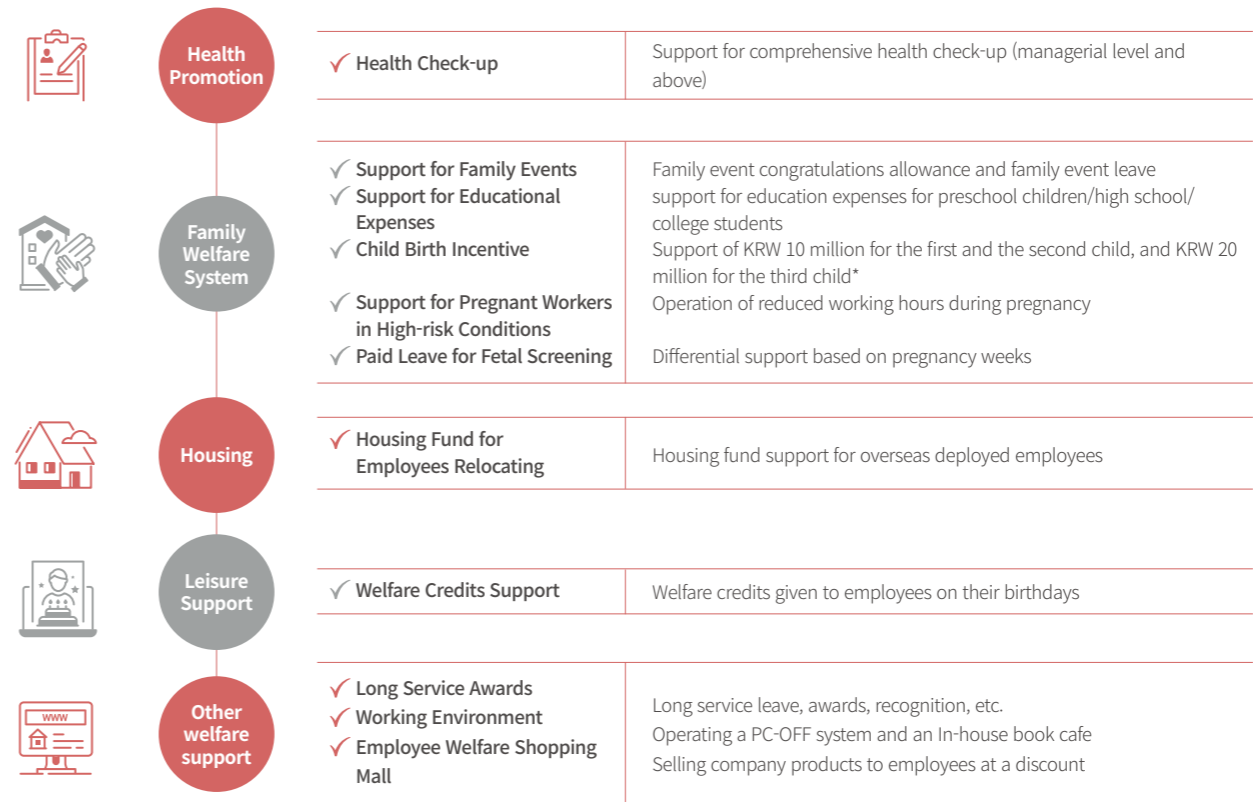 Health
Promotion
Health Check-up
Support for comprehensive health check-up (managerial level and
above)
Family
Welfare
System
Support for Family Events
Family event congratulations allowance and family event leave
Support for Educational
Expenses
support for education expenses for preschool children/high school/
college students
Child Birth Incentive
Support of KRW 10 million for the first and the second child, and KRW 20
million for the third child*
Support for Pregnant Workers
in High-risk Conditions
Operation of reduced working hours during pregnancy
Paid Leave for Fetal Screening
Differential support based on pregnancy weeks
Housing
Housing Fund for
Employees Relocating
Housing fund support for overseas deployed employees
Leisure
Support
Welfare Credits Support
Welfare credits given to employees on their birthdays
WWW
Other
welfare
support
Long Service Awards
Working Environment
Employee Welfare Shopping
Mall
Long service leave, awards, recognition, etc.
Operating a PC-OFF system and an In-house book cafe
Selling company products to employees at a discount